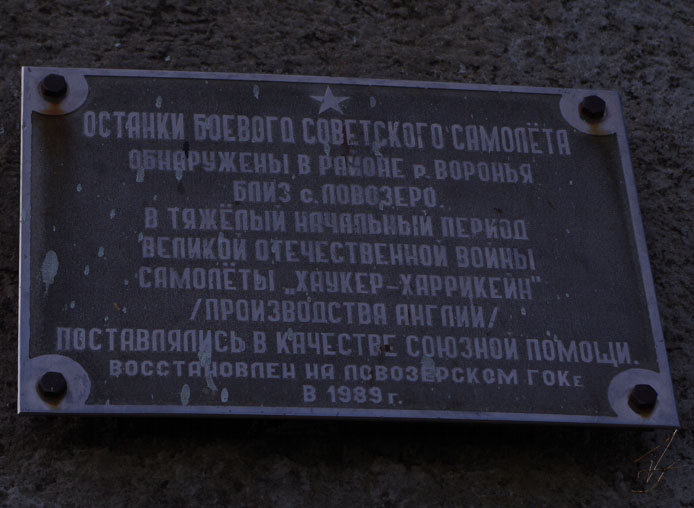 ОСТАНКИ БОЕВОГО СОВЕТСКОГО САМОЛЁТА
ОБНАРУЖЕНЫ В РАЙОНЕ р. ВОРОНЬЯ
БЛИЗ с. ЛОВОЗЕРО.
В ТЯЖЁЛЫЙ НАЧАЛЬНЫЙ ПЕРИОД
ВЕЛИКОЙ ОТЕЧЕСТВЕННОЙ ВОЙНЫ
САМОЛЁТЫ „ХАУКЕР-ХАРРИКЕЙН"
/ПРОИЗВОДСТВА АНГЛИИ/
ПОСТАВЛЯЛИСЬ В КАЧЕСТВЕ СОЮЗНОЙ ПОМОЩИ.
ВОССТАНОВЛЕН НА ЛОВОЗЕРСКОМ ГОКе
В 1989 г.